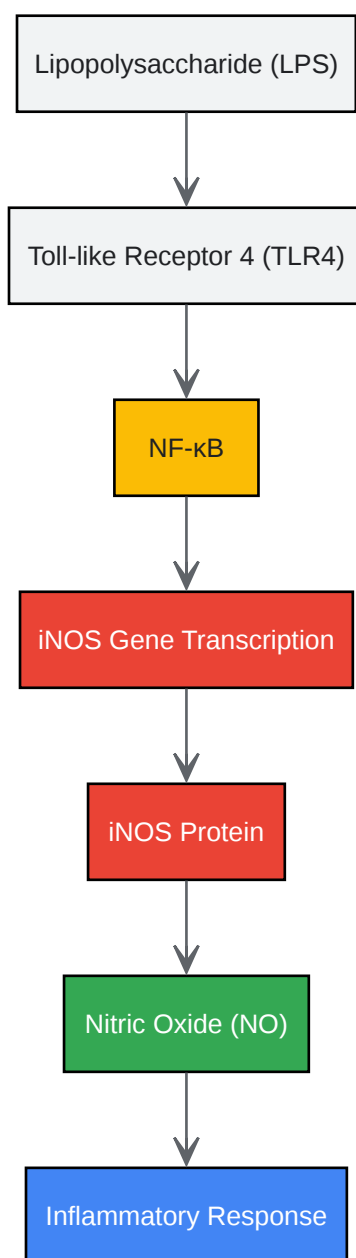 Lipopolysaccharide (LPS)
Toll-like Receptor 4 (TLR4)
NF-κB
iNOS Gene Transcription
iNOS Protein
Nitric Oxide (NO)
Inflammatory Response